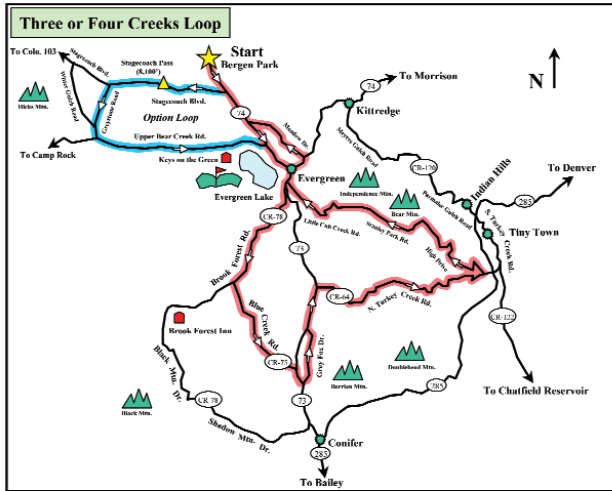 Three or Four Creeks Loop
To Colo. 103
Stagecoach Blvd.
Stagecoach Pass
(8,100')
Start
Bergen Park
N
74
To Morrison
Hicks Mtn.
Witter Gulch Road
Graystone Road
Stagecoach Blvd.
Option Loop
74
Meadow Dr.
Kittredge
Upper Bear Creek Rd.
Myers Gulch Road
To Camp Rock
Keys on the Green
Evergreen
CR-120
Indian Hills
To Denver
285
Evergreen Lake
Independence Mtn.
Bear Mtn.
Parmalee Gulch Road
S. Turkey Creek Rd.
Tiny Town
CR-78
Little Cub Creek Rd.
Stanley Park Rd.
High Drive
73
Brook Forest Rd.
CR-64
N. Turkey Creek Rd.
CR-122
Blue Creek Rd.
Brook Forest Inn
Gray Fox Dr.
Black Mtn. Dr.
CR-75
Berrian Mtn.
Doublehead Mtn.
To Chatfield Reservoir
Black Mtn.
CR-78
73
285
Shadow Mtn. Dr.
Conifer
285
To Bailey